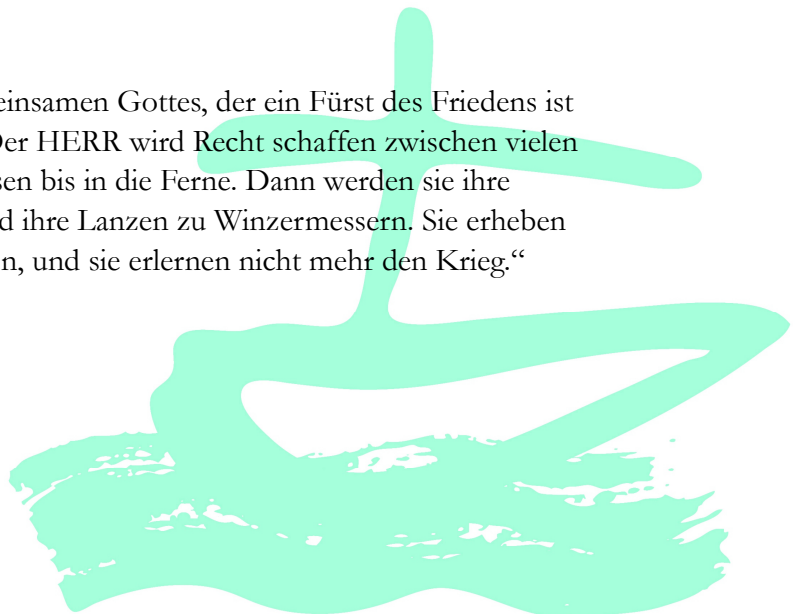 einsamen Gottes, der ein Fürst des Friedens ist
Der HERR wird Recht schaffen zwischen vielen
sen bis in die Ferne. Dann werden sie ihre
d ihre Lanzen zu Winzermessern. Sie erheben
n, und sie erlernen nicht mehr den Krieg.“